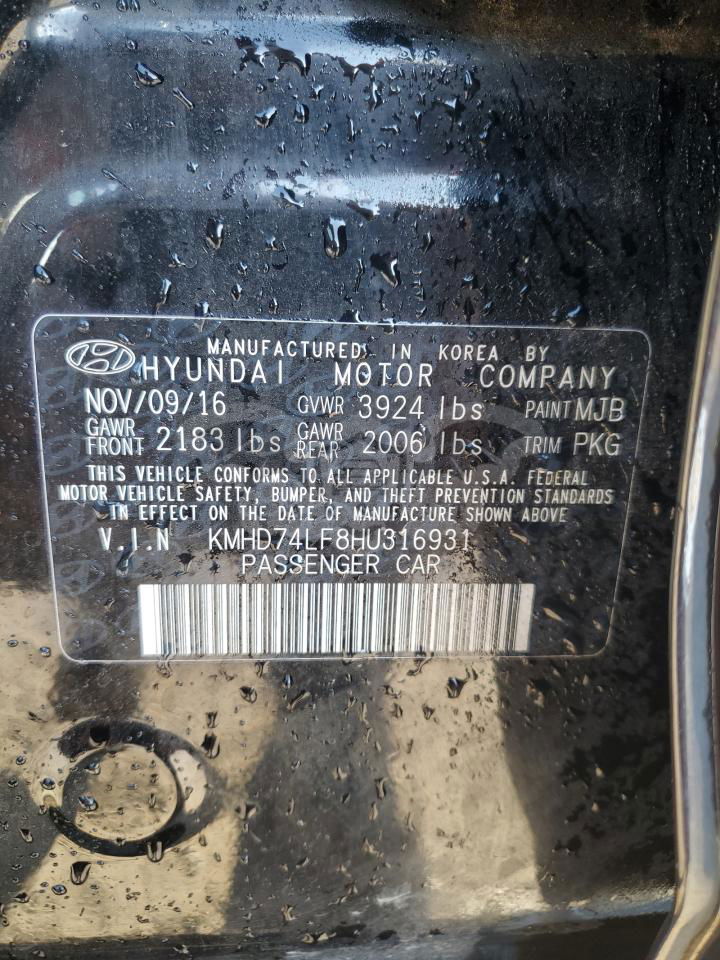 MANUFACTURED IN KOREA BY
HYUNDAI MOTOR COMPANY
NOV/09/16 GVWR 3924 lbs PAINT MJB
GAWR FRONT 2183 lbs GAWR REAR 2006 lbs TRIM PKG
THIS VEHICLE CONFORMS TO ALL APPLICABLE U.S.A. FEDERAL
MOTOR VEHICLE SAFETY, BUMPER, AND THEFT PREVENTION STANDARDS
IN EFFECT ON THE DATE OF MANUFACTURE SHOWN ABOVE
V.I.N KMHD74LF8HU316931
PASSENGER CAR